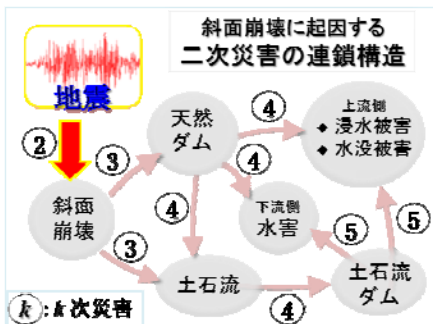 斜面崩壊に起因する
二次災害の連鎖構造
地震
②
③
天然
ダム
④
上流側
◆ 浸水被害
◆ 水没被害
④
斜面
崩壊
④
下流側
水害
③
⑤
⑤
土石流
④
土石流
ダム
ⓚ:k次災害